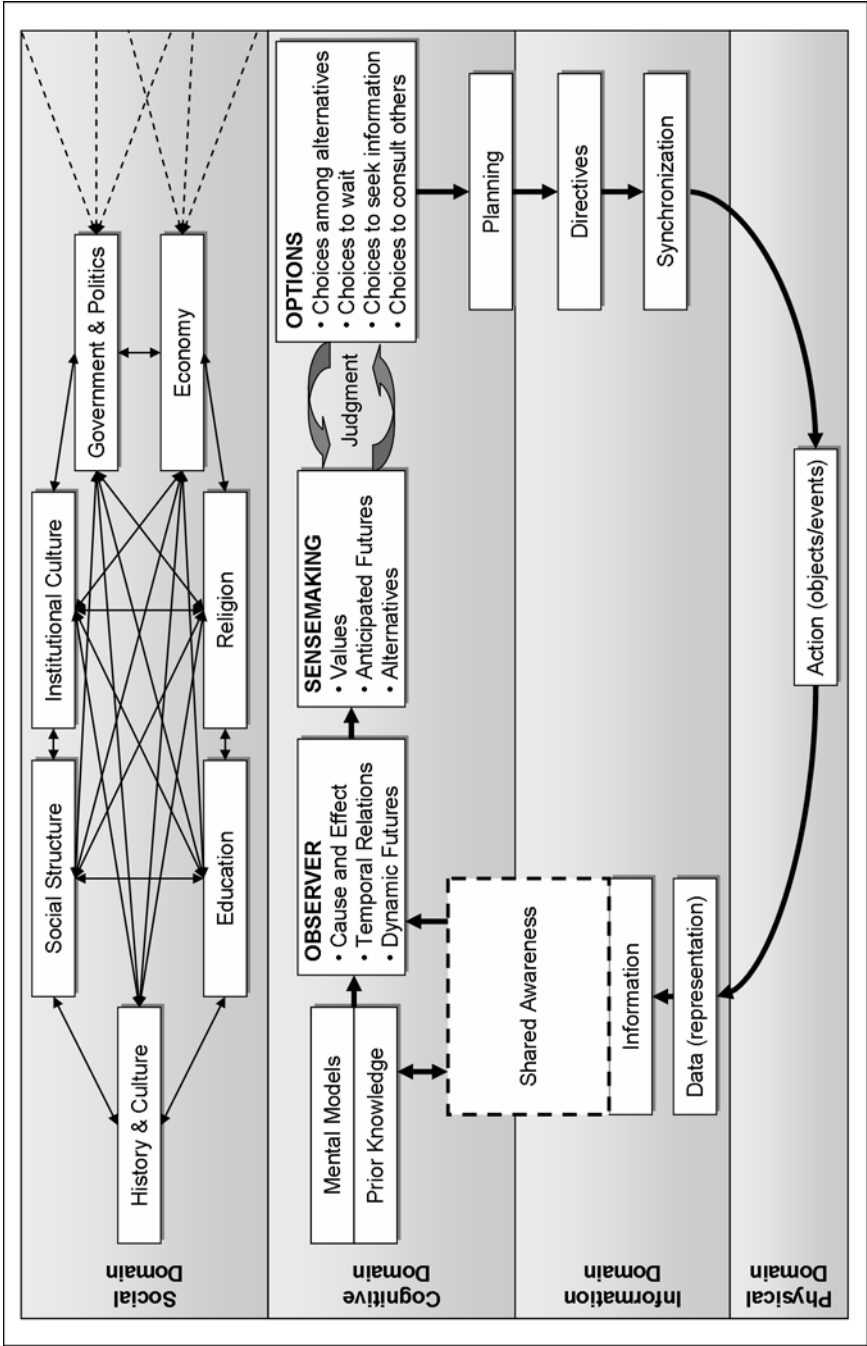 Social
Domain
History & Culture
Social Structure
Education
Institutional Culture
Religion
Government & Politics
Economy
Cognitive
Domain
Mental Models
Prior Knowledge
OBSERVER
• Cause and Effect
• Temporal Relations
• Dynamic Futures
SENSEMAKING
• Values
• Anticipated Futures
• Alternatives
Judgment
OPTIONS
• Choices among alternatives
• Choices to wait
• Choices to seek information
• Choices to consult others
Planning
Information
Domain
Shared Awareness
Information
Data (representation)
Directives
Synchronization
Physical
Domain
Action (objects/events)